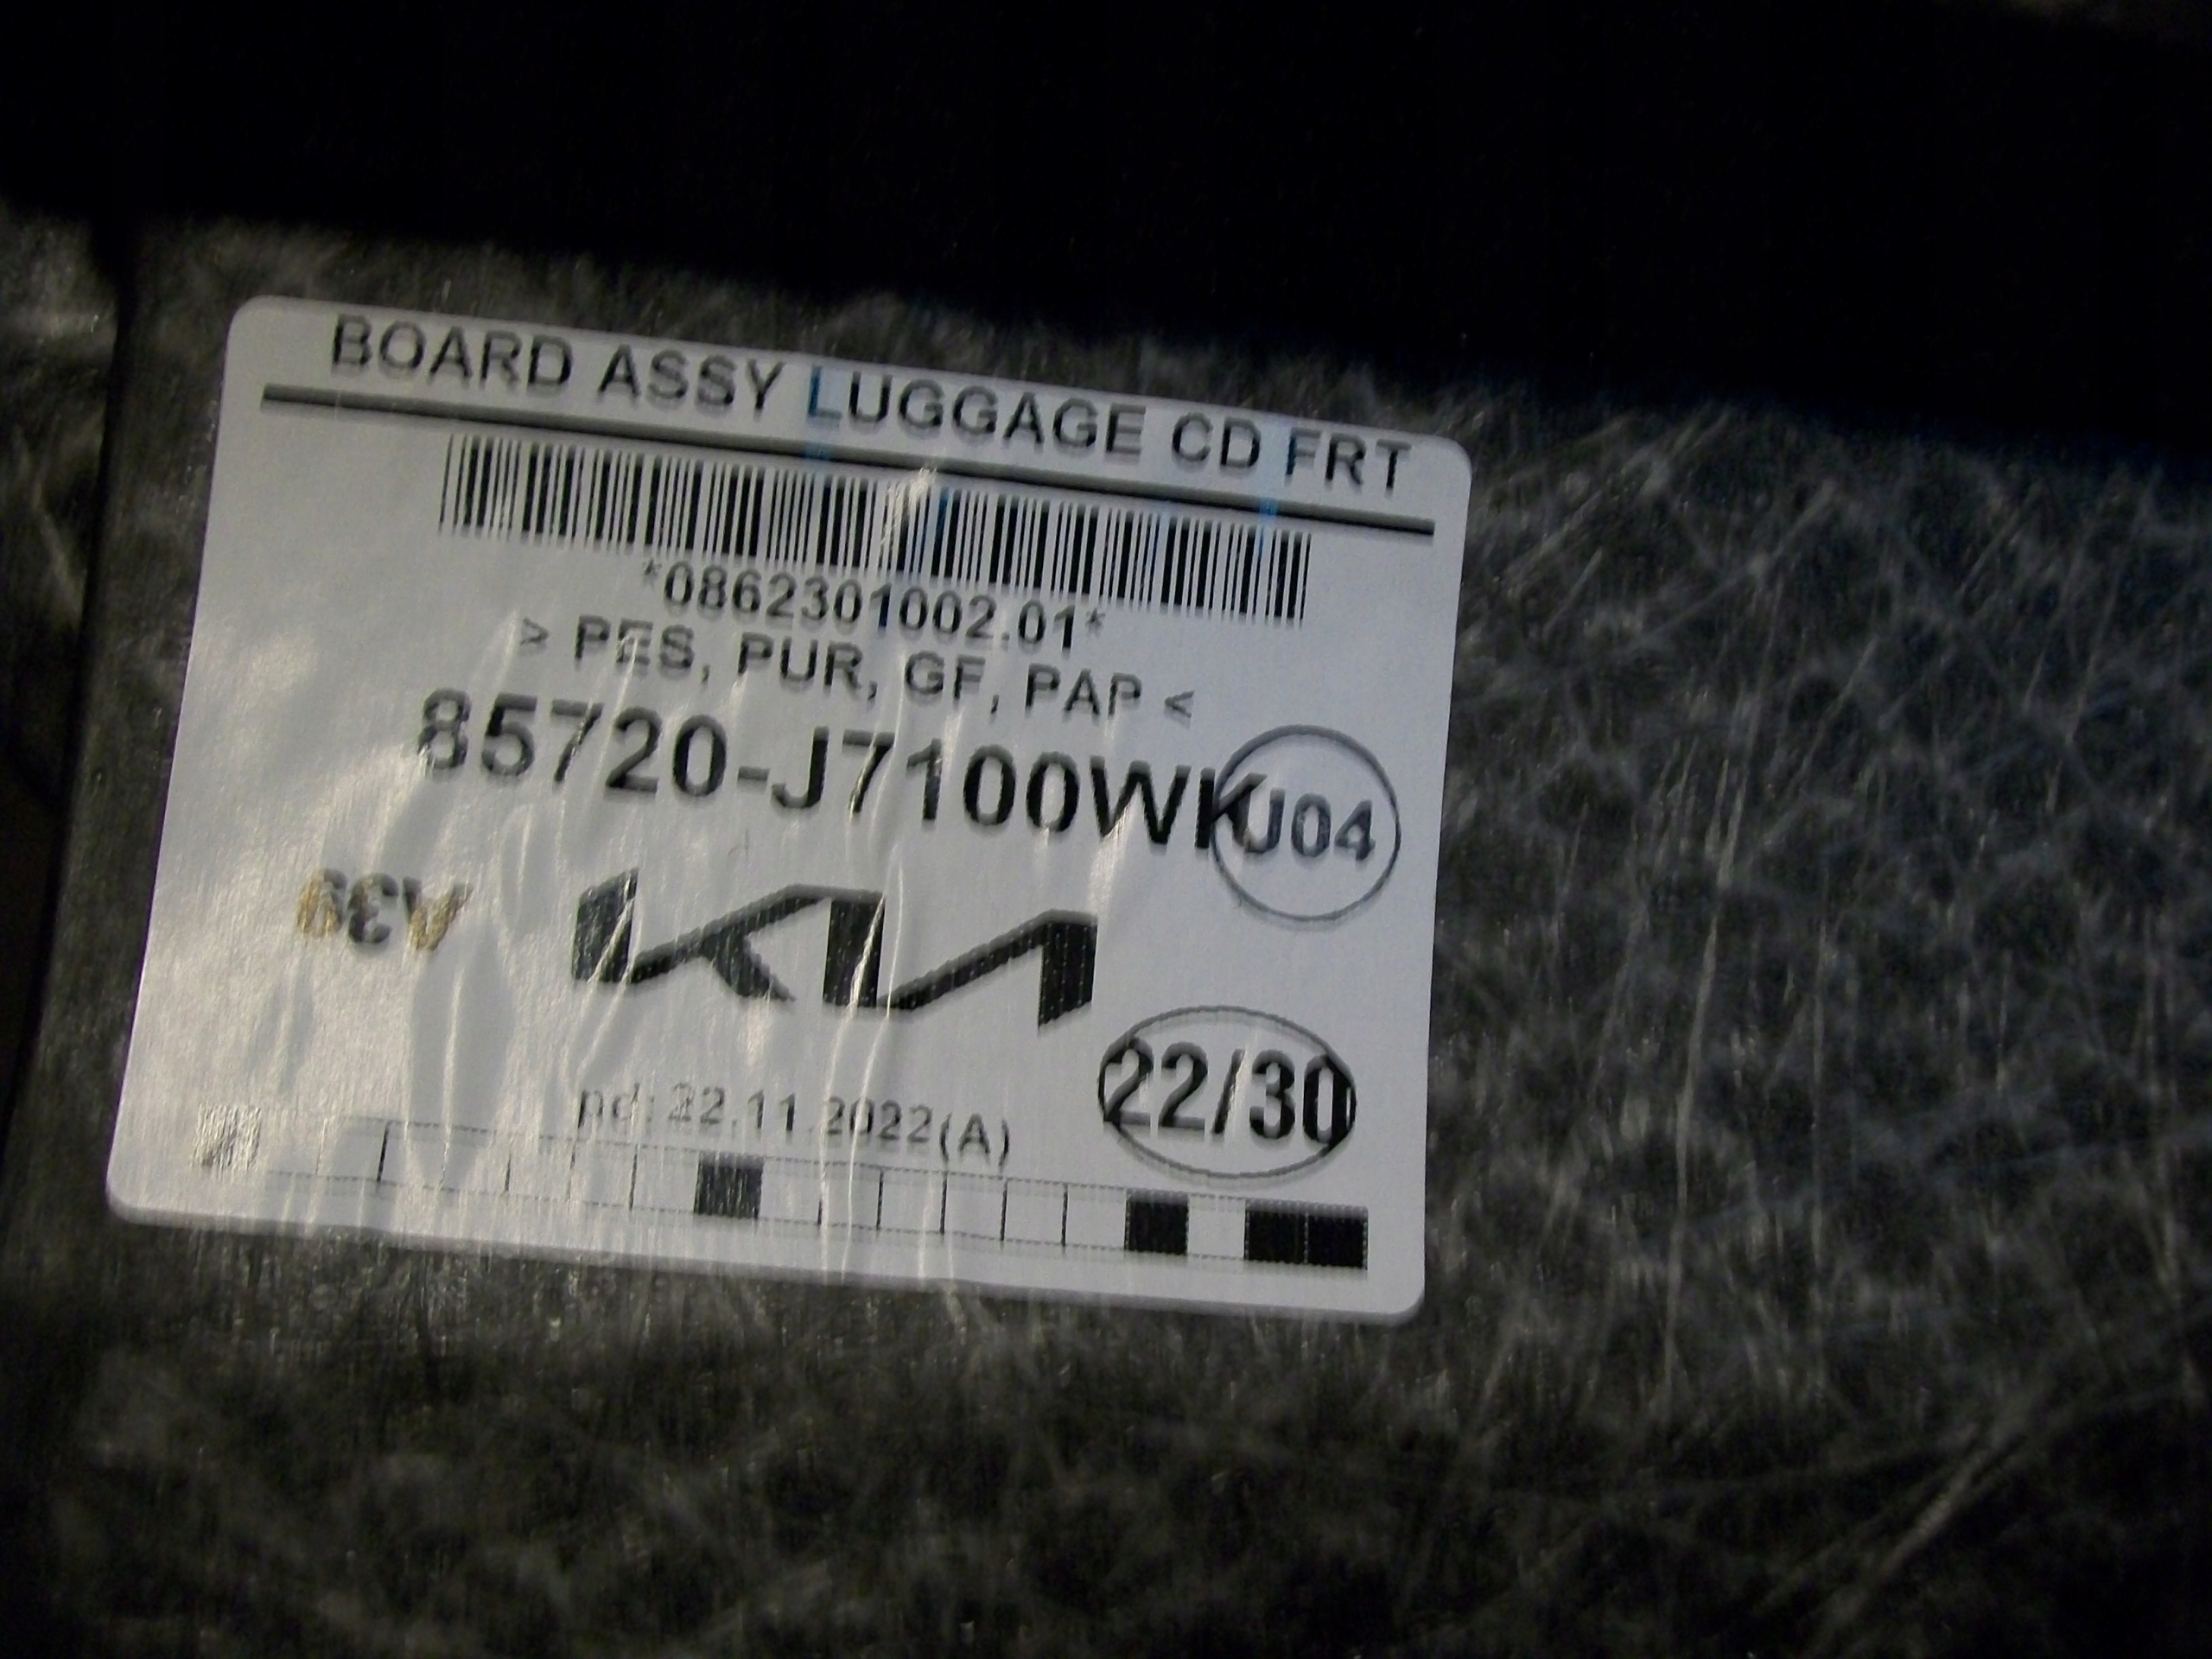 BOARD ASSY LUGGAGE CD FRT
*0862301002.01*
> PES, PUR, GF, PAP <
85720-J7100WK
J04
A39
KIA
22/30
pd: 22.11.2022(A)